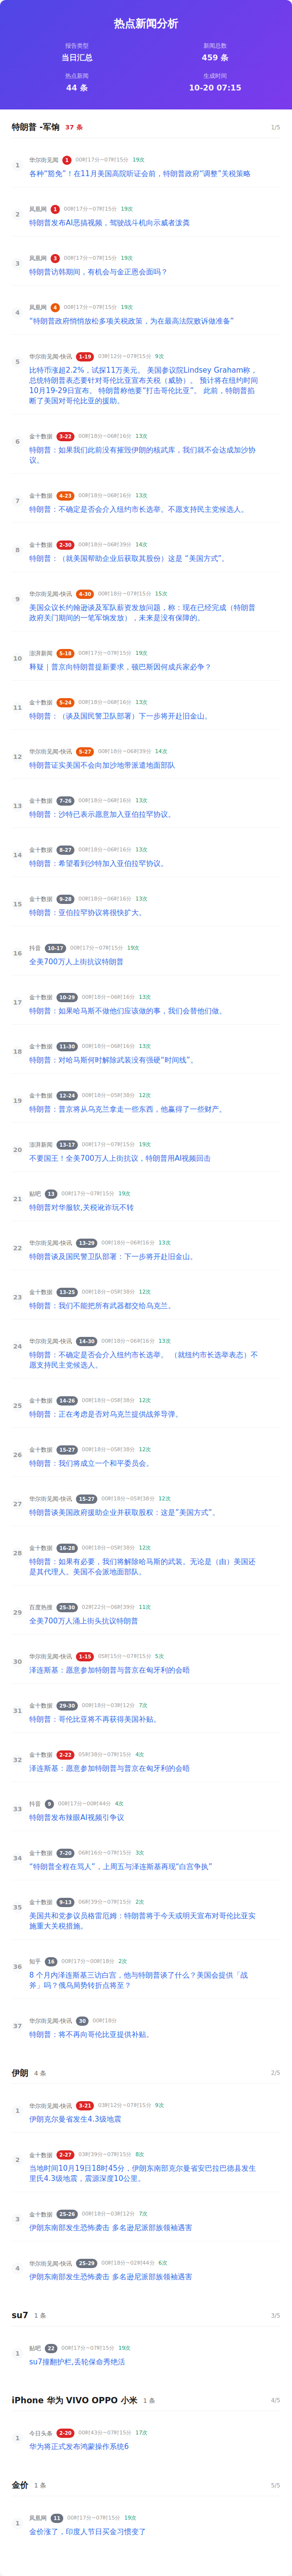 热点新闻分析
报告类型
新闻总数
当日汇总
459 条
热点新闻
生成时间
44 条
10-20 07:15
特朗普 -军饷 37 条 1/5
1
华尔街见闻 1 00时17分~07时15分 19次
各种“豁免”！在11月美国高院听证会前，特朗普政府“调整”关税政策
2
凤凰网 1 00时17分~07时15分 19次
特朗普发布AI恶搞视频，驾驶战斗机向示威者泼粪
3
凤凰网 3 00时17分~07时15分 19次
特朗普访韩期间，有机会与金正恩会面吗？
4
凤凰网 4 00时17分~07时15分 19次
“特朗普政府悄悄放松多项关税政策，为在最高法院败诉做准备”
5
华尔街见闻-快讯 1-19 03时12分~07时15分 9次
比特币涨超2.2%，试探11万美元。 美国参议院Lindsey Graham称，
总统特朗普表态要针对哥伦比亚宣布关税（威胁）。 预计将在纽约时间
10月19-29日宣布。 特朗普称他要“打击哥伦比亚”。 此前，特朗普掐
断了美国对哥伦比亚的援助。
6
金十数据 3-22 00时18分~06时16分 13次
特朗普：如果我们此前没有摧毁伊朗的核武库，我们就不会达成加沙协
议。
7
金十数据 4-23 00时18分~06时16分 13次
特朗普：不确定是否会介入纽约市长选举。不愿支持民主党候选人。
8
金十数据 2-30 00时18分~06时39分 14次
特朗普：（就美国帮助企业后获取其股份）这是 “美国方式”。
9
华尔街见闻-快讯 4-30 00时18分~07时15分 15次
美国众议长约翰逊谈及军队薪资发放问题，称：现在已经完成（特朗普
政府关门期间的一笔军饷发放），未来是没有保障的。
10
澎湃新闻 5-18 00时17分~07时15分 19次
释疑｜普京向特朗普提新要求，顿巴斯因何成兵家必争？
11
金十数据 5-24 00时18分~06时16分 13次
特朗普：（谈及国民警卫队部署）下一步将开赴旧金山。
12
华尔街见闻-快讯 5-27 00时18分~06时39分 14次
特朗普证实美国不会向加沙地带派遣地面部队
13
金十数据 7-26 00时18分~06时16分 13次
特朗普：沙特已表示愿意加入亚伯拉罕协议。
14
金十数据 8-27 00时18分~06时16分 13次
特朗普：希望看到沙特加入亚伯拉罕协议。
15
金十数据 9-28 00时18分~06时16分 13次
特朗普：亚伯拉罕协议将很快扩大。
16
抖音 10-17 00时17分~07时15分 19次
全美700万人上街抗议特朗普
17
金十数据 10-29 00时18分~06时16分 13次
特朗普：如果哈马斯不做他们应该做的事，我们会替他们做。
18
金十数据 11-30 00时18分~06时16分 13次
特朗普：对哈马斯何时解除武装没有强硬“时间线”。
19
金十数据 12-24 00时18分~05时38分 12次
特朗普：普京将从乌克兰拿走一些东西，他赢得了一些财产。
20
澎湃新闻 13-17 00时17分~07时15分 19次
不要国王！全美700万人上街抗议，特朗普用AI视频回击
21
贴吧 13 00时17分~07时15分 19次
特朗普对华服软,关税讹诈玩不转
22
华尔街见闻-快讯 13-29 00时18分~06时16分 13次
特朗普谈及国民警卫队部署：下一步将开赴旧金山。
23
金十数据 13-25 00时18分~05时38分 12次
特朗普：我们不能把所有武器都交给乌克兰。
24
华尔街见闻-快讯 14-30 00时18分~06时16分 13次
特朗普：不确定是否会介入纽约市长选举。 （就纽约市长选举表态）不
愿支持民主党候选人。
25
金十数据 14-26 00时18分~05时38分 12次
特朗普：正在考虑是否对乌克兰提供战斧导弹。
26
金十数据 15-27 00时18分~05时38分 12次
特朗普：我们将成立一个和平委员会。
27
华尔街见闻-快讯 15-27 00时18分~05时38分 12次
特朗普谈美国政府援助企业并获取股权：这是“美国方式”。
28
金十数据 16-28 00时18分~05时38分 12次
特朗普：如果有必要，我们将解除哈马斯的武装。无论是（由）美国还
是其代理人。美国不会派地面部队。
29
百度热搜 25-30 02时22分~06时39分 11次
全美700万人涌上街头抗议特朗普
30
华尔街见闻-快讯 1-15 05时15分~07时15分 5次
泽连斯基：愿意参加特朗普与普京在匈牙利的会晤
31
金十数据 29-30 00时18分~03时12分 7次
特朗普：哥伦比亚将不再获得美国补贴。
32
金十数据 2-22 05时38分~07时15分 4次
泽连斯基：愿意参加特朗普与普京在匈牙利的会晤
33
抖音 9 00时17分~00时44分 4次
特朗普发布辣眼AI视频引争议
34
金十数据 7-20 06时16分~07时15分 3次
“特朗普全程在骂人”，上周五与泽连斯基再现“白宫争执”
35
金十数据 9-13 06时39分~07时15分 2次
美国共和党参议员格雷厄姆：特朗普将于今天或明天宣布对哥伦比亚实
施重大关税措施。
36
知乎 16 00时17分~00时18分 2次
8 个月内泽连斯基三访白宫，他与特朗普谈了什么？美国会提供「战
斧」吗？俄乌局势转折点将至？
37
华尔街见闻-快讯 30 00时18分
特朗普：将不再向哥伦比亚提供补贴。
伊朗 4 条 2/5
1
华尔街见闻-快讯 3-21 03时12分~07时15分 9次
伊朗克尔曼省发生4.3级地震
2
金十数据 2-27 03时39分~07时15分 8次
当地时间10月19日18时45分，伊朗东南部克尔曼省安巴拉巴德县发生
里氏4.3级地震，震源深度10公里。
3
金十数据 25-26 00时18分~03时12分 7次
伊朗东南部发生恐怖袭击 多名逊尼派部族领袖遇害
4
华尔街见闻-快讯 25-29 00时18分~02时44分 6次
伊朗东南部发生恐怖袭击 多名逊尼派部族领袖遇害
su7 1 条 3/5
1
贴吧 22 00时17分~07时15分 19次
su7撞翻护栏,丢轮保命秀绝活
iPhone 华为 VIVO OPPO 小米 1 条 4/5
1
今日头条 2-20 00时43分~07时15分 17次
华为将正式发布鸿蒙操作系统6
金价 1 条 5/5
1
凤凰网 11 00时17分~07时15分 19次
金价涨了，印度人节日买金习惯变了